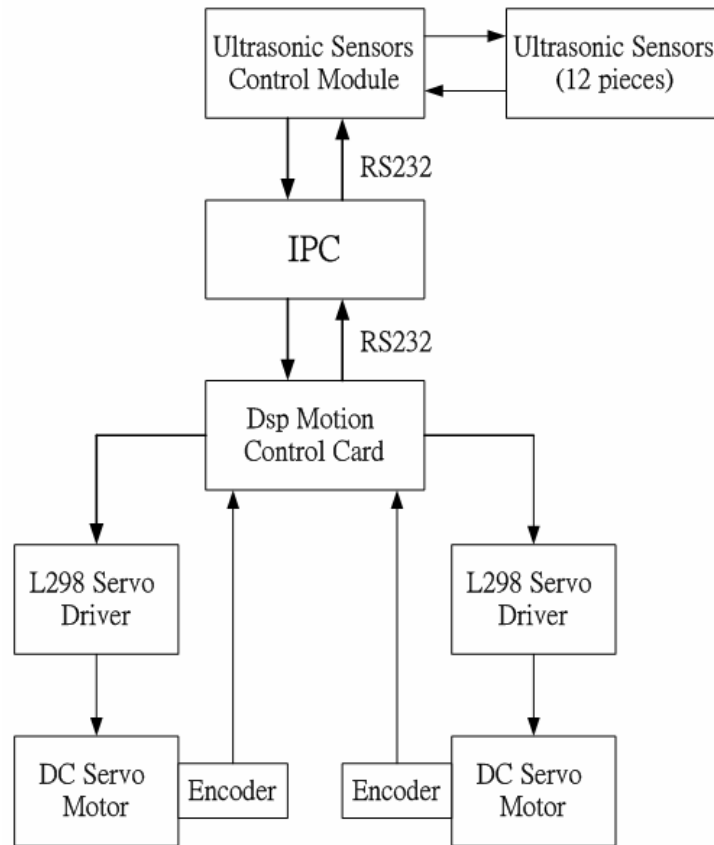 Ultrasonic Sensors
Control Module
Ultrasonic Sensors
(12 pieces)
RS232
IPC
RS232
Dsp Motion
Control Card
L298 Servo
Driver
L298 Servo
Driver
DC Servo
Motor
Encoder
Encoder
DC Servo
Motor